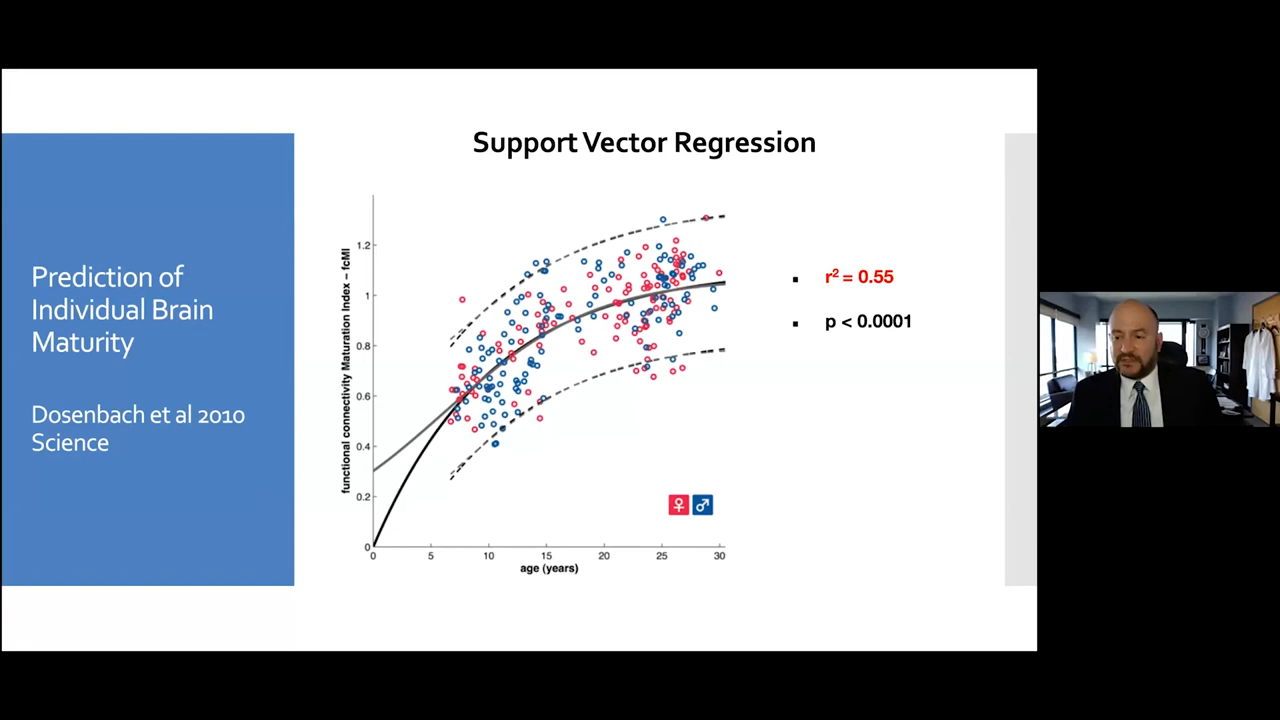 Support Vector Regression
Prediction of
Individual Brain
Maturity
Dosenbach et al 2010
Science
functional connectivity Maturation Index – fcMI
1.2
1
0.8
0.6
0.4
0.2
0
0 5 10 15 20 25 30
age (years)
♀ ♂
▪ r² = 0.55
▪ p < 0.0001